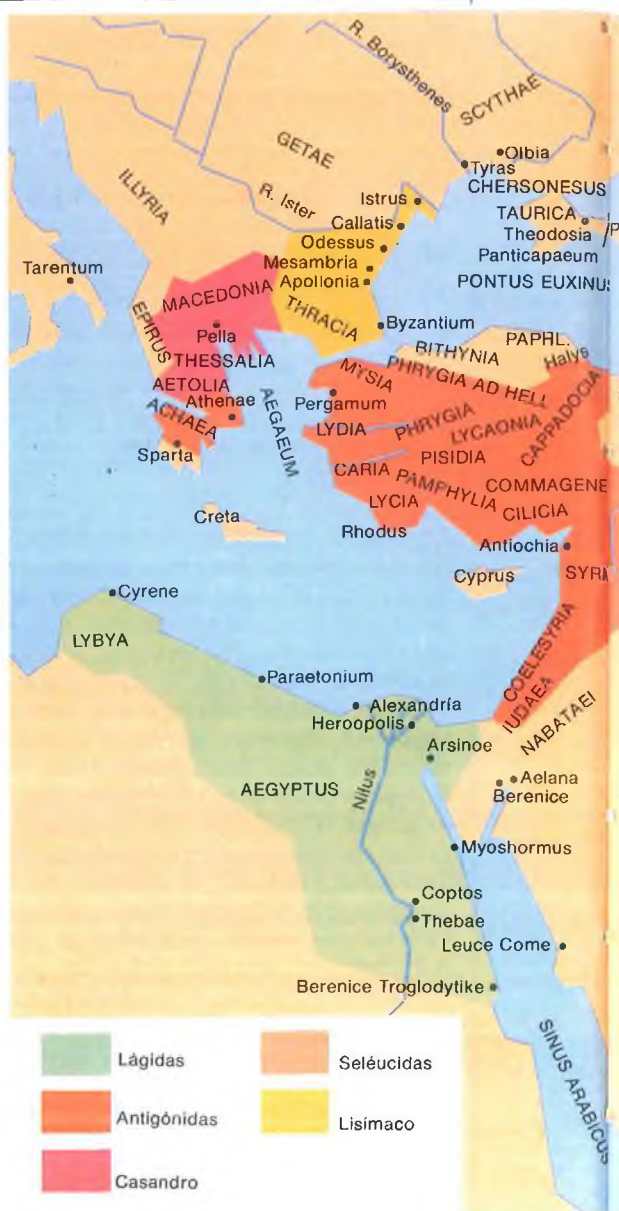 R. Borysthenes
SCYTHAE
GETAE
Olbia
Tyras
ILLYRIA
CHERSONESUS
Istrus
R. Ister
TAURICA
Callatis
Theodosia
Odessus
Panticapaeum
Tarentum
Mesambria
Apollonia
PONTUS EUXINUS
MACEDONIA
THRACIA
EPIRUS
Pella
Byzantium
PAPHL.
BITHYNIA
Halys
THESSALIA
MYSIA
PHRYGIA AD HELL
AETOLIA
Athenae
AEGAEUM
Pergamum
CAPPADOCIA
ACHAEA
LYDIA
PHRYGIA
LYCAONIA
Sparta
CARIA
PISIDIA
PAMPHYLIA
COMMAGENE
LYCIA
CILICIA
Creta
Rhodus
Antiochia
Cyprus
SYRI
Cyrene
LYBYA
COELESYRIA
IUDAEA
Paraetonium
Alexandría
Heroopolis
NABATAEI
Arsinoe
AEGYPTUS
Nilus
Aelana
Berenice
Myoshormus
Coptos
Thebae
Leuce Come
Berenice Troglodytike
SINUS ARABICUS
Lágidas
Seléucidas
Antigónidas
Lisímaco
Casandro